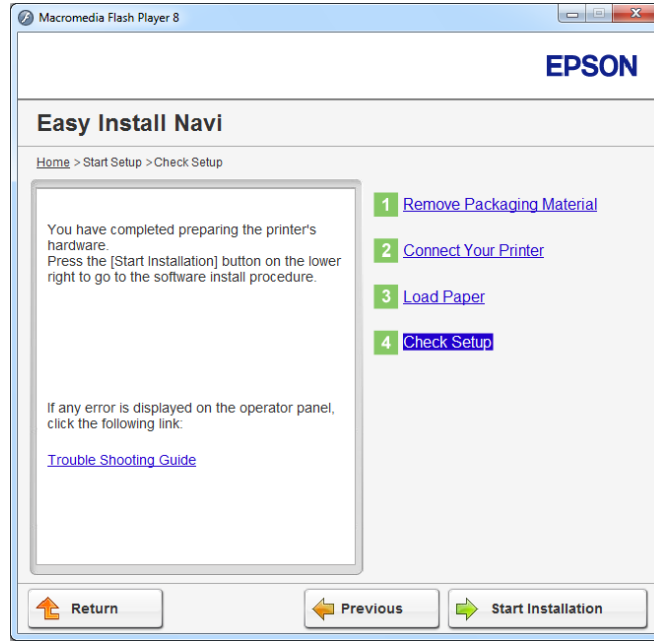 Macromedia Flash Player 8
EPSON
Easy Install Navi
Home > Start Setup >Check Setup
You have completed preparing the printer's
hardware.
Press the [Start Installation] button on the lower
right to go to the software install procedure.
If any error is displayed on the operator panel,
click the following link:
Trouble Shooting Guide
1 Remove Packaging Material
2 Connect Your Printer
3 Load Paper
4 Check Setup
Return
Previous
Start Installation